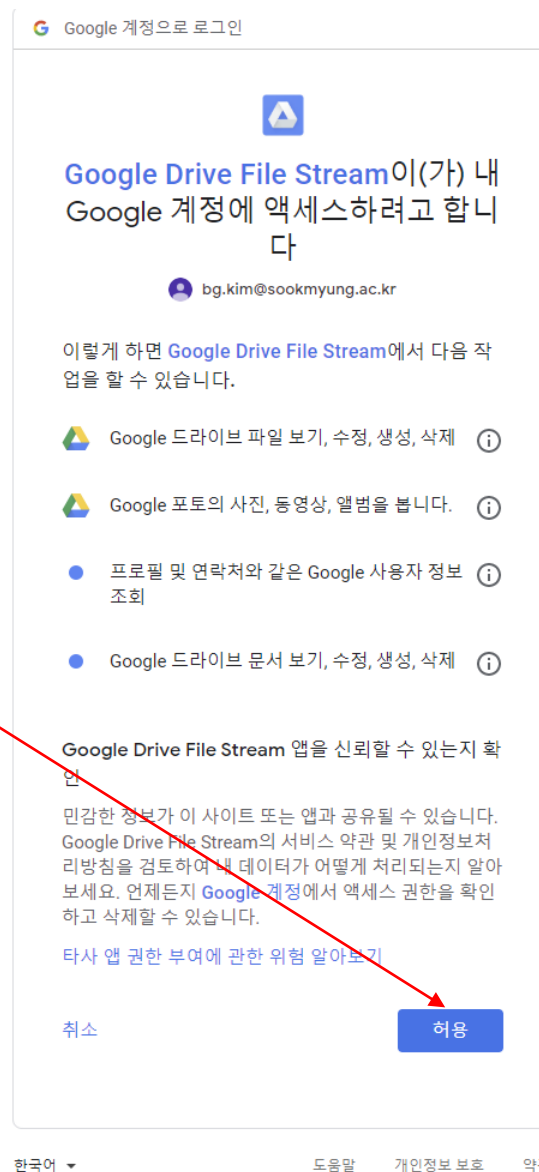 Google 계정으로 로그인
Google Drive File Stream이(가) 내
Google 계정에 액세스하려고 합니
다
bg.kim@sookmyung.ac.kr
이렇게 하면 Google Drive File Stream에서 다음 작
업을 할 수 있습니다.
Google 드라이브 파일 보기, 수정, 생성, 삭제
Google 포토의 사진, 동영상, 앨범을 봅니다.
프로필 및 연락처와 같은 Google 사용자 정보
조회
Google 드라이브 문서 보기, 수정, 생성, 삭제
Google Drive File Stream 앱을 신뢰할 수 있는지 확
인
민감한 정보가 이 사이트 또는 앱과 공유될 수 있습니다.
Google Drive File Stream의 서비스 약관 및 개인정보처
리방침을 검토하여 내 데이터가 어떻게 처리되는지 알아
보세요. 언제든지 Google 계정에서 액세스 권한을 확인
하고 삭제할 수 있습니다.
타사 앱 권한 부여에 관한 위험 알아보기
취소 허용
한국어 도움말 개인정보 보호